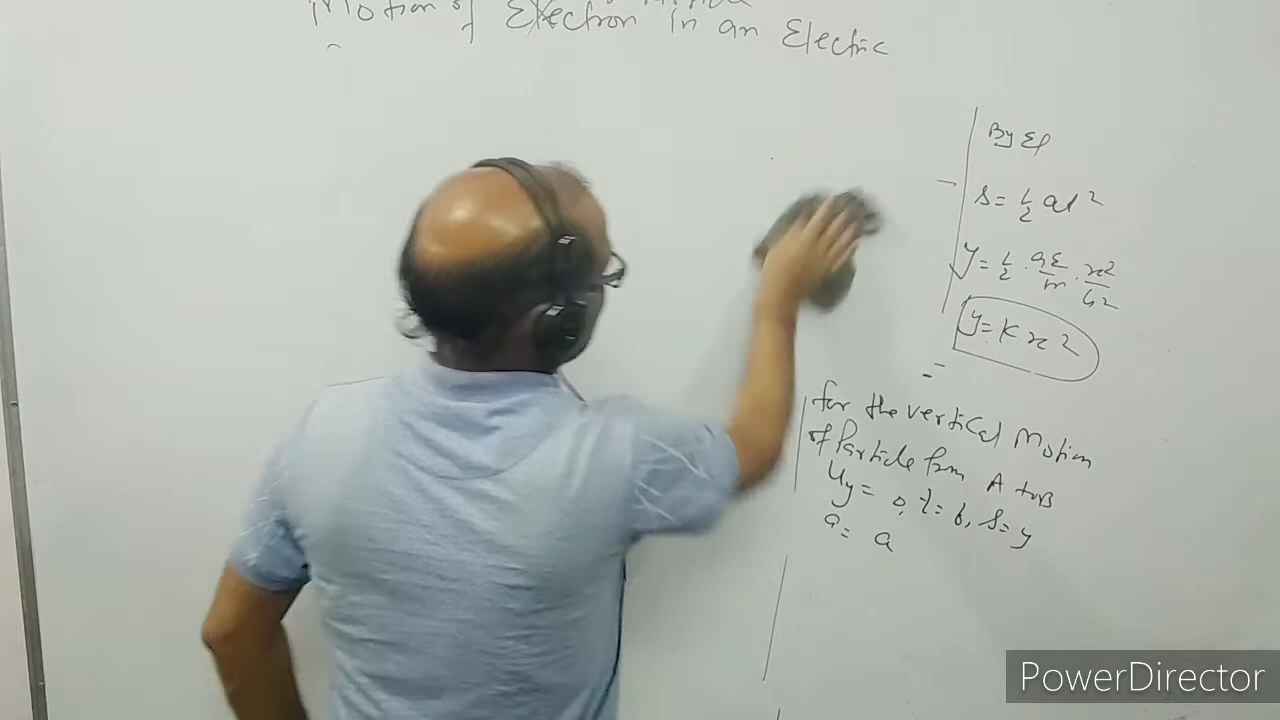 Motion of Electron in an Electric
By Eq
s = 1/2 at²
y = 1/2 · qE/m · x²/u²
y = kx²
for the vertical Motion
of Particle from A to B
uy = 0, t = t, s = y
a = a
PowerDirector